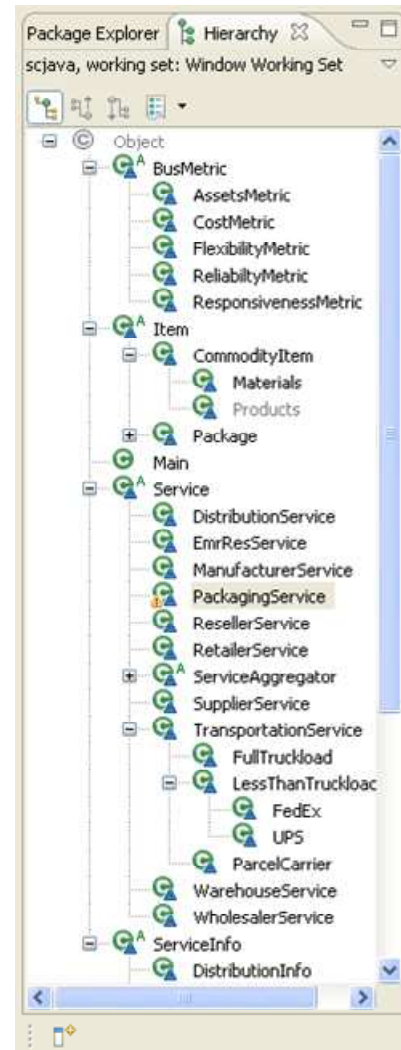 Package Explorer Hierarchy
scjava, working set: Window Working Set
Object
A BusMetric
AssetsMetric
CostMetric
FlexibilityMetric
ReliabiltyMetric
ResponsivenessMetric
A Item
CommodityItem
Materials
Products
Package
Main
A Service
DistributionService
EmrResService
ManufacturerService
PackagingService
ResellerService
RetailerService
A ServiceAggregator
SupplierService
TransportationService
FullTruckload
LessThanTruckloac
FedEx
UPS
ParcelCarrier
WarehouseService
WholesalerService
A ServiceInfo
DistributionInfo